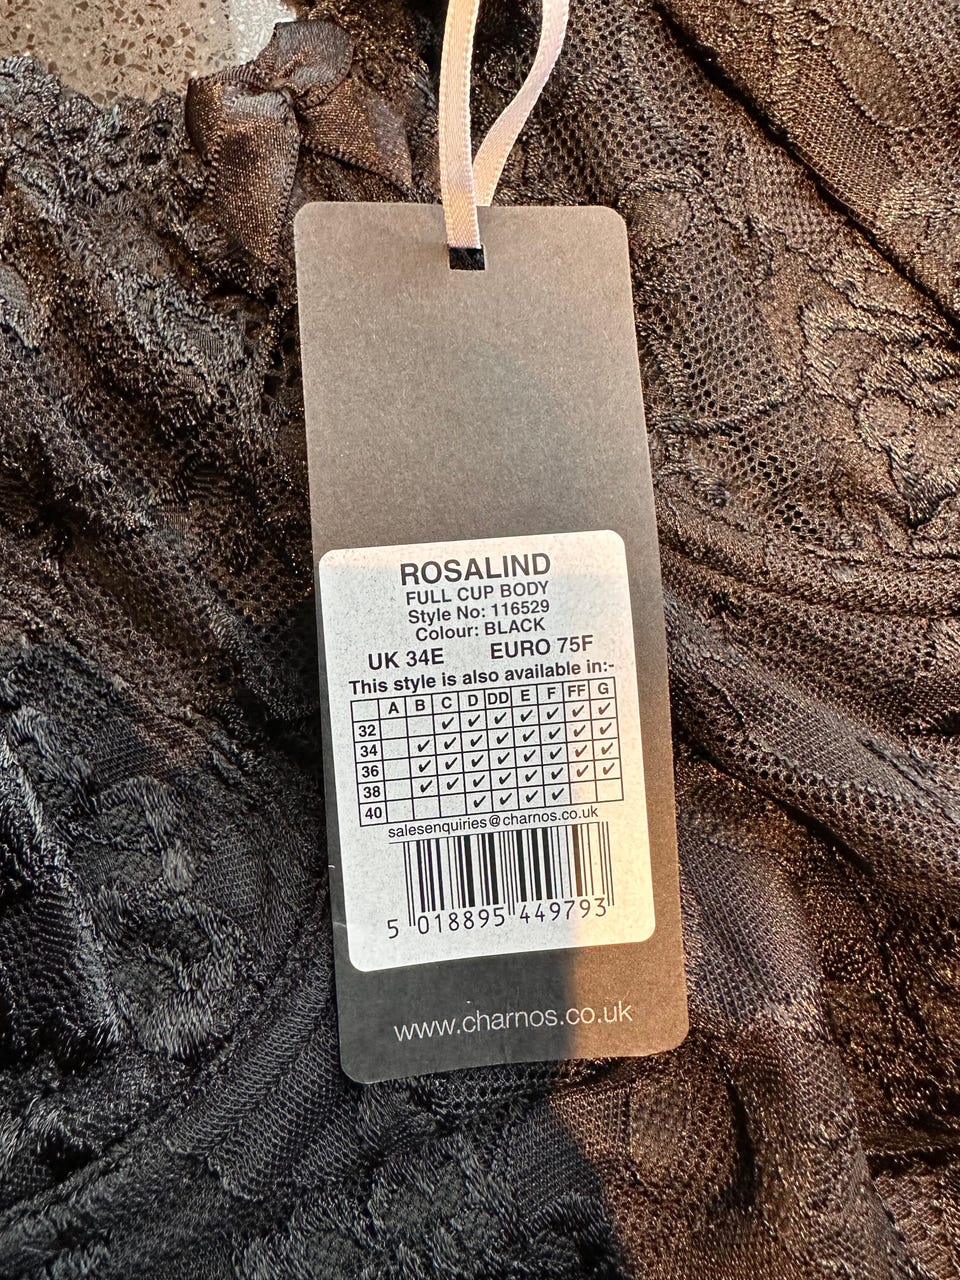 ROSALIND
FULL CUP BODY
Style No: 116529
Colour: BLACK
UK 34E EURO 75F
This style is also available in:-
A B C D DD E F FF G
32 ✓ ✓ ✓ ✓ ✓ ✓ ✓
34 ✓ ✓ ✓ ✓ ✓ ✓ ✓ ✓
36 ✓ ✓ ✓ ✓ ✓ ✓ ✓ ✓
38 ✓ ✓ ✓ ✓ ✓ ✓ ✓ ✓
40 ✓ ✓ ✓ ✓
salesenquiries@charnos.co.uk
5 018895 449793
www.charnos.co.uk